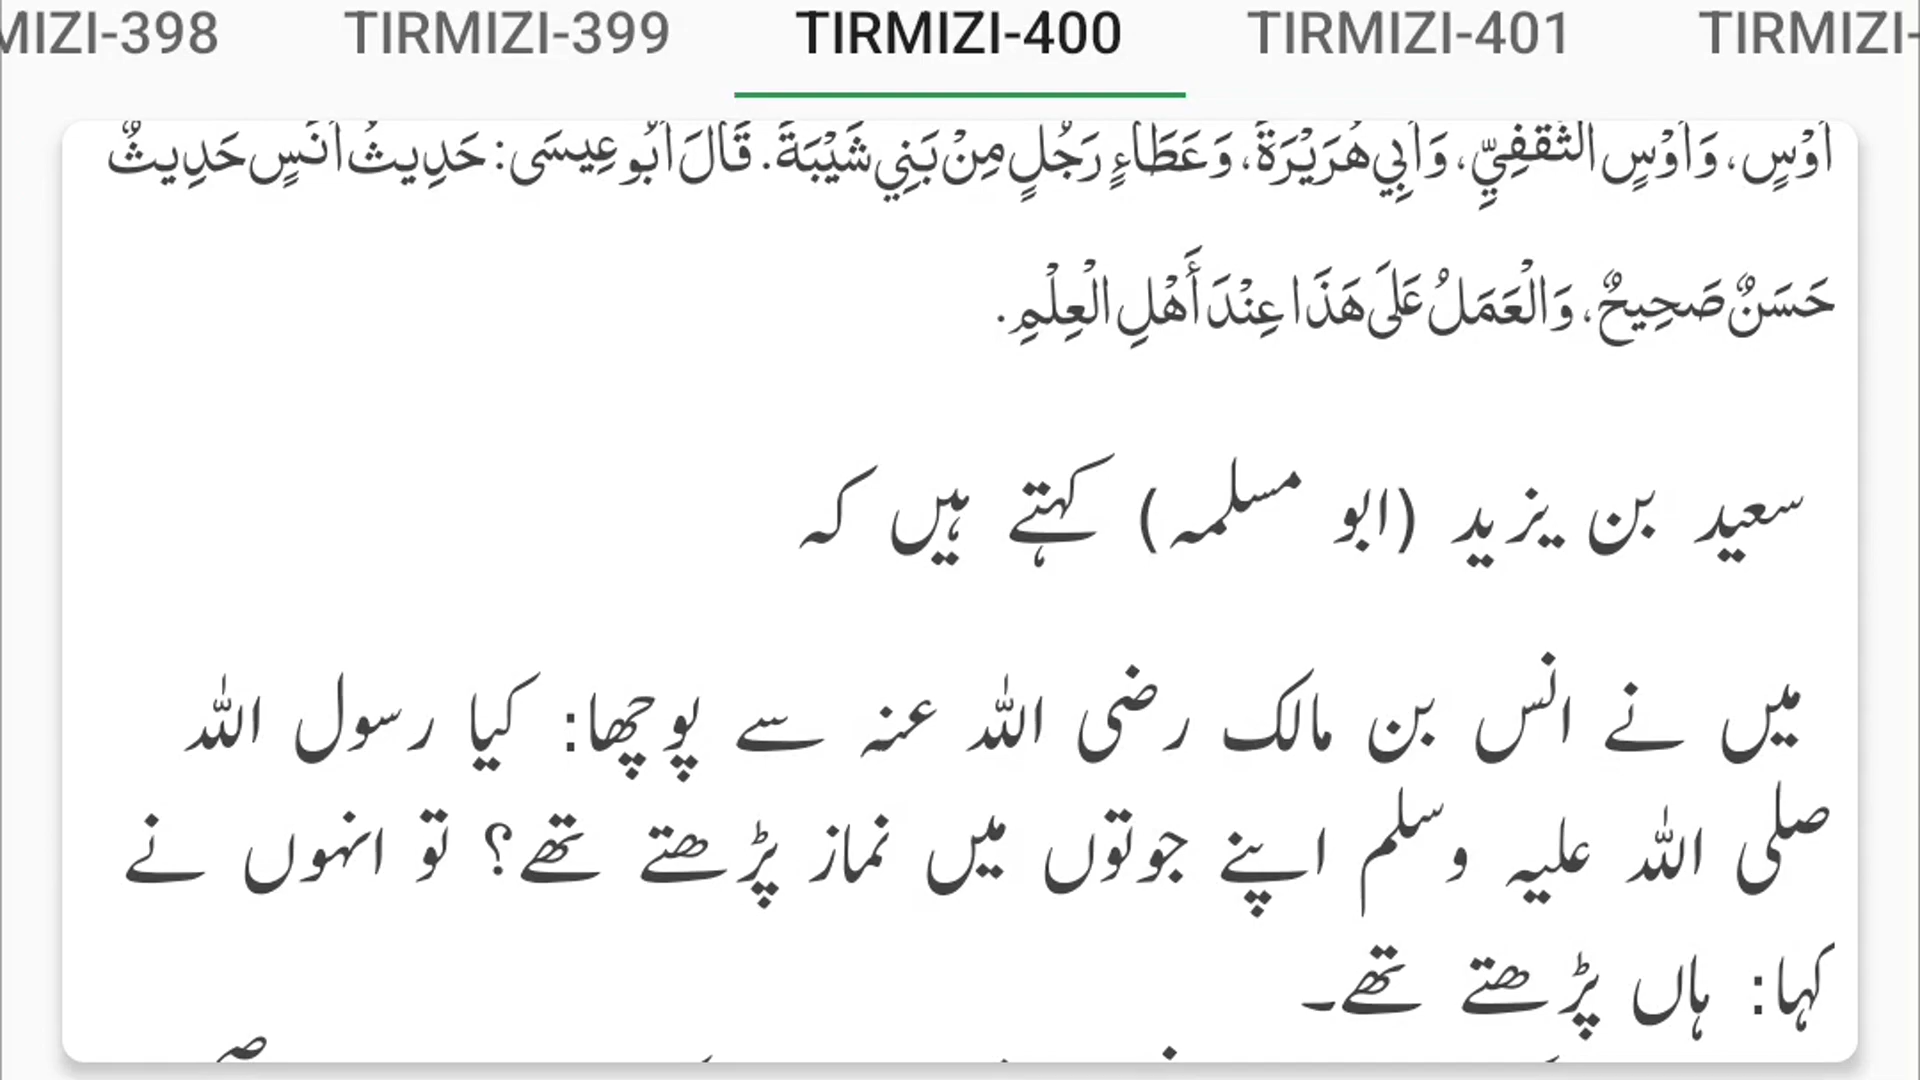 MIZI-398 TIRMIZI-399 TIRMIZI-400 TIRMIZI-401 TIRMIZI-
أَوْسٍ، وَأَوْسٍ الثَّقَفِيِّ، وَأَبِي هُرَيْرَةَ، وَعَطَاءٍ رَجُلٍ مِنْ بَنِي شَيْبَةَ. قَالَ أَبُو عِيسَى: حَدِيثُ أَنَسٍ حَدِيثٌ
حَسَنٌ صَحِيحٌ، وَالْعَمَلُ عَلَى هَذَا عِنْدَ أَهْلِ الْعِلْمِ.
سعید بن یزید (ابو مسلمہ) کہتے ہیں کہ
میں نے انس بن مالک رضی اللہ عنہ سے پوچھا: کیا رسول اللہ
صلی اللہ علیہ وسلم اپنے جوتوں میں نماز پڑھتے تھے؟ تو انہوں نے
کہا: ہاں پڑھتے تھے۔